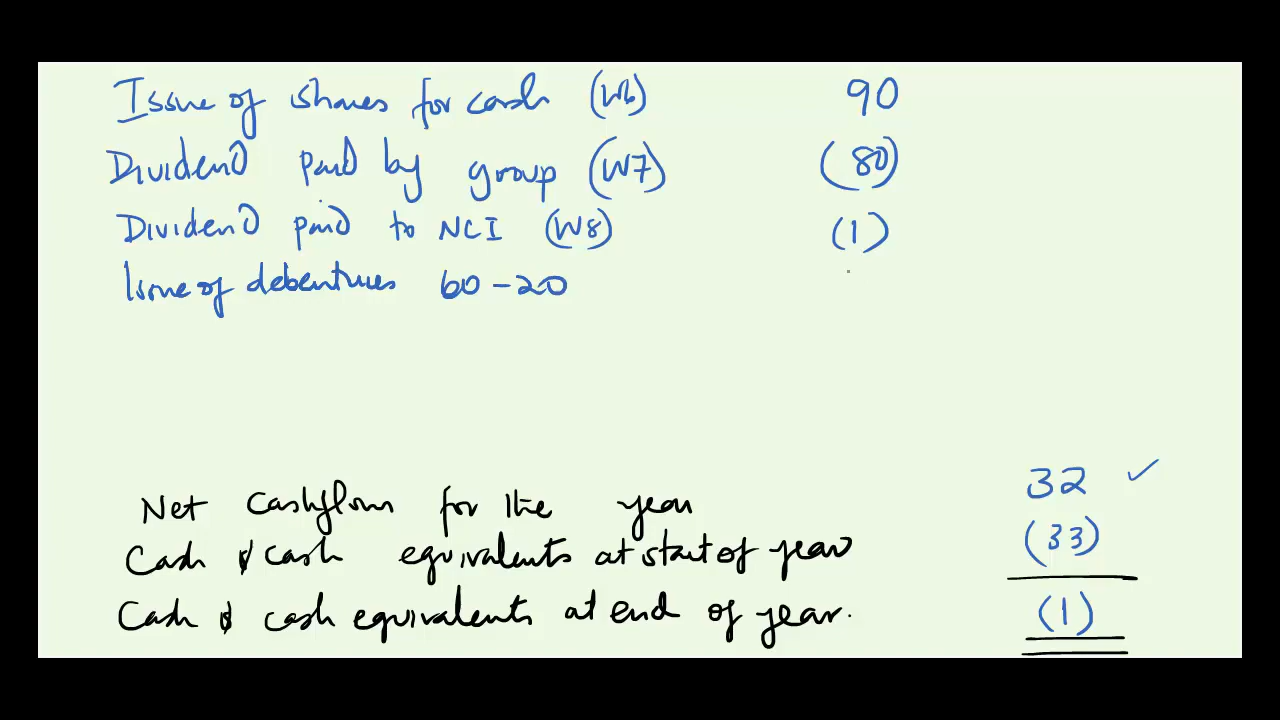 Issue of shares for cash (W6) 90
Dividend paid by group (W7) (80)
Dividend paid to NCI (W8) (1)
Issue of debentures 60 - 20
Net cashflow for the year 32 ✓
Cash & cash equivalents at start of year (33)
Cash & cash equivalents at end of year. (1)